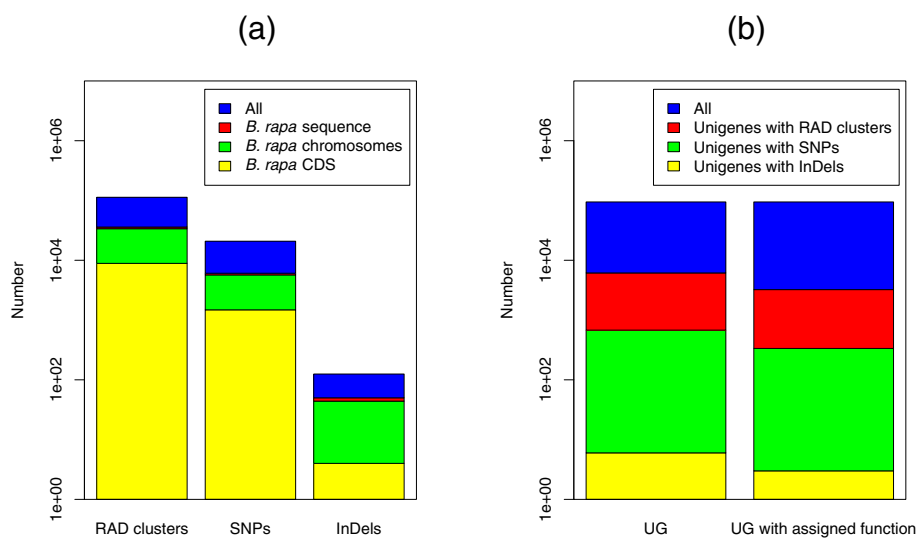 (a)
All
B. rapa sequence
B. rapa chromosomes
B. rapa CDS
Number
1e+06
1e+04
1e+02
1e+00
RAD clusters
SNPs
InDels
(b)
All
Unigenes with RAD clusters
Unigenes with SNPs
Unigenes with InDels
Number
1e+06
1e+04
1e+02
1e+00
UG
UG with assigned function